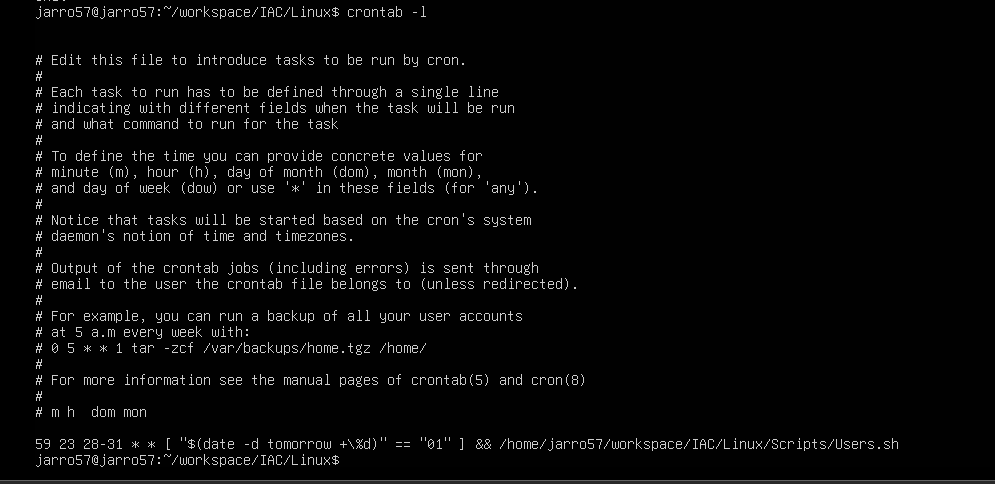 jarro57@jarro57:~/workspace/IAC/Linux$ crontab -l
# Edit this file to introduce tasks to be run by cron.
#
# Each task to run has to be defined through a single line
# indicating with different fields when the task will be run
# and what command to run for the task
#
# To define the time you can provide concrete values for
# minute (m), hour (h), day of month (dom), month (mon),
# and day of week (dow) or use '*' in these fields (for 'any').
#
# Notice that tasks will be started based on the cron's system
# daemon's notion of time and timezones.
#
# Output of the crontab jobs (including errors) is sent through
# email to the user the crontab file belongs to (unless redirected).
#
# For example, you can run a backup of all your user accounts
# at 5 a.m every week with:
# 0 5 * * 1 tar -zcf /var/backups/home.tgz /home/
#
# For more information see the manual pages of crontab(5) and cron(8)
#
# m h  dom mon
59 23 28-31 * * [ "$(date -d tomorrow +\%d)" == "01" ] && /home/jarro57/workspace/IAC/Linux/Scripts/Users.sh
jarro57@jarro57:~/workspace/IAC/Linux$